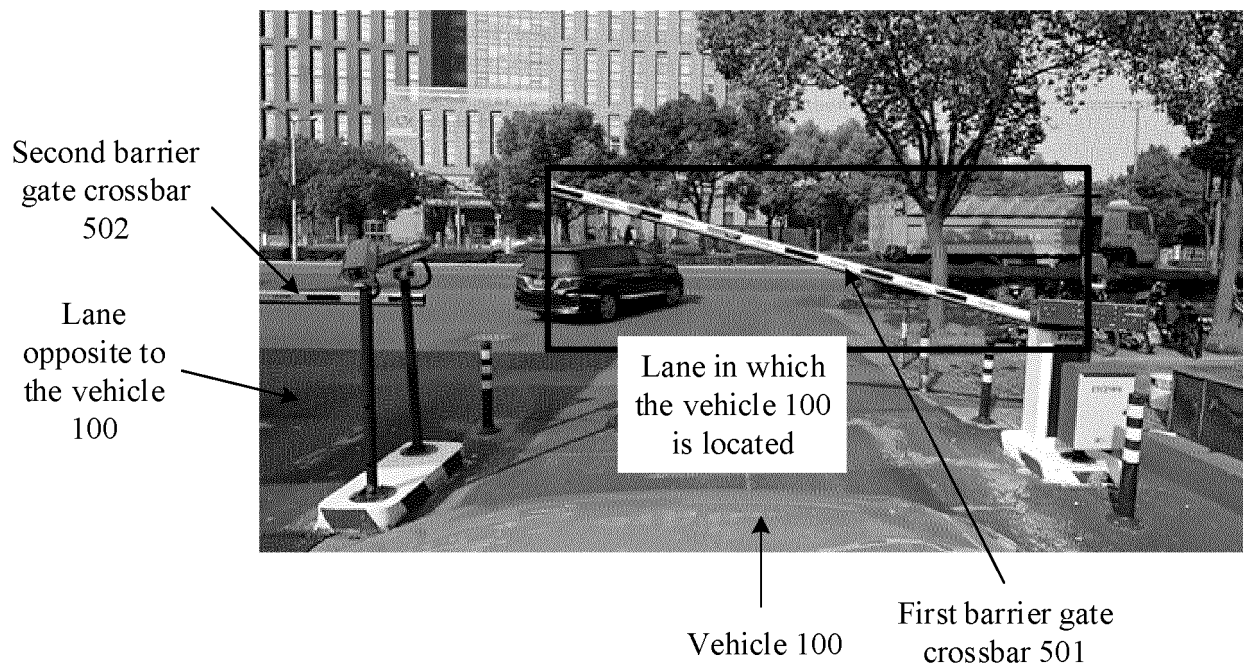 Second barrier
gate crossbar
502
Lane
opposite to
the vehicle
100
Lane in which
the vehicle 100
is located
Vehicle 100
First barrier gate
crossbar 501